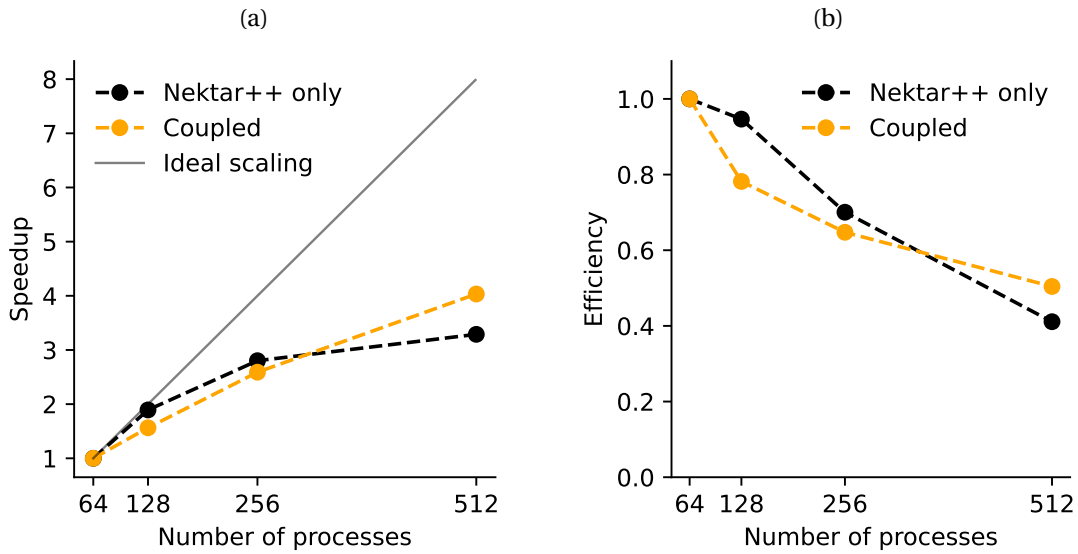 (a)
8
7
6
5
4
3
2
1
Speedup
Nektar++ only
Coupled
Ideal scaling
64 128 256 512
Number of processes
(b)
1.0
0.8
0.6
0.4
0.2
0.0
Efficiency
Nektar++ only
Coupled
64 128 256 512
Number of processes